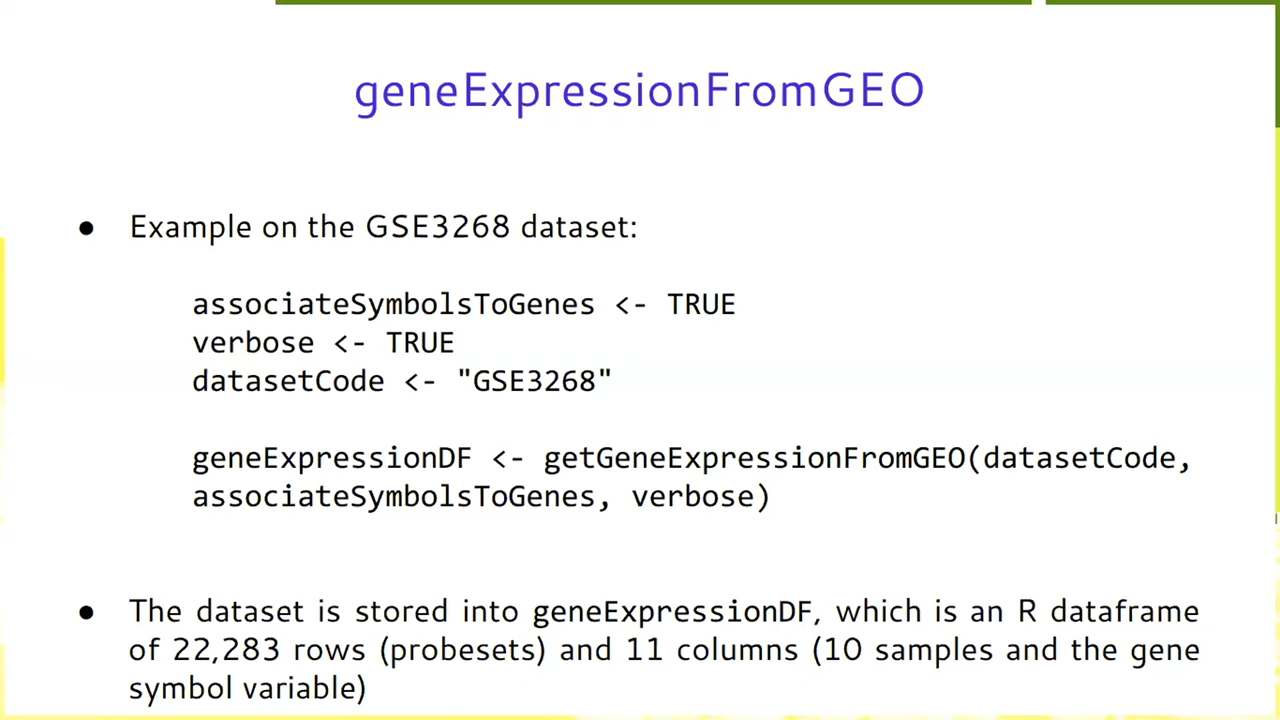 geneExpressionFromGEO
● Example on the GSE3268 dataset:
associateSymbolsToGenes <- TRUE
verbose <- TRUE
datasetCode <- "GSE3268"
geneExpressionDF <- getGeneExpressionFromGEO(datasetCode,
associateSymbolsToGenes, verbose)
● The dataset is stored into geneExpressionDF, which is an R dataframe
of 22,283 rows (probesets) and 11 columns (10 samples and the gene
symbol variable)